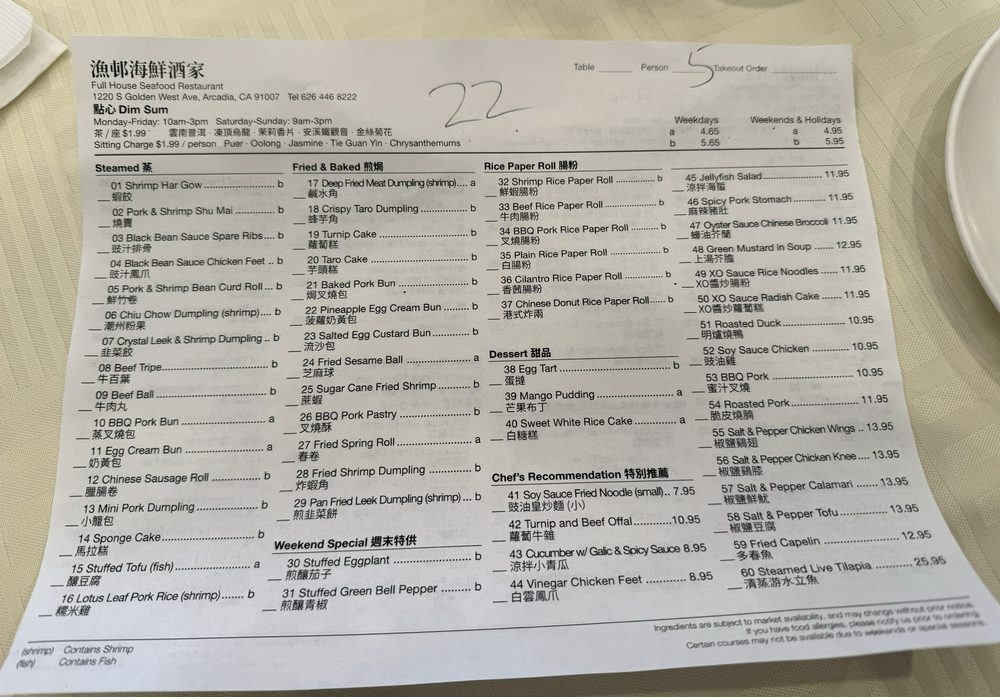 漁邨海鮮酒家
Full House Seafood Restaurant
1220 S Golden West Ave, Arcadia, CA 91007 Tel 626 446 8222
點心 Dim Sum
Monday-Friday: 10am-3pm Saturday-Sunday: 9am-3pm
茶 / 座 $1.99 雲南普洱 · 凍頂烏龍 · 茉莉香片 · 安溪鐵觀音 · 金絲菊花
Sitting Charge $1.99 / person Puer · Oolong · Jasmine · Tie Guan Yin · Chrysanthemums
22
Table ______ Person 5 Takeout Order
Weekdays Weekends & Holidays
a 4.65 a 4.95
b 5.65 b 5.95
Steamed 蒸
01 Shrimp Har Gow b
蝦餃
02 Pork & Shrimp Shu Mai b
燒賣
03 Black Bean Sauce Spare Ribs.... b
豉汁排骨
04 Black Bean Sauce Chicken Feet .. b
豉汁鳳爪
05 Pork & Shrimp Bean Curd Roll ... b
鮮竹卷
06 Chiu Chow Dumpling (shrimp).... b
潮州粉果
07 Crystal Leek & Shrimp Dumpling .. b
韭菜餃
08 Beef Tripe b
牛百葉
09 Beef Ball b
牛肉丸
10 BBQ Pork Bun a
蒸叉燒包
11 Egg Cream Bun a
奶黃包
12 Chinese Sausage Roll b
臘腸卷
13 Mini Pork Dumpling b
小籠包
14 Sponge Cake b
馬拉糕
15 Stuffed Tofu (fish) a
釀豆腐
16 Lotus Leaf Pork Rice (shrimp)....... b
糯米雞
Fried & Baked 煎焗
17 Deep Fried Meat Dumpling (shrimp).... a
鹹水角
18 Crispy Taro Dumpling b
蜂芋角
19 Turnip Cake b
蘿蔔糕
20 Taro Cake b
芋頭糕
21 Baked Pork Bun b
焗叉燒包
22 Pineapple Egg Cream Bun b
菠蘿奶黃包
23 Salted Egg Custard Bun b
流沙包
24 Fried Sesame Ball a
芝麻球
25 Sugar Cane Fried Shrimp b
蔗蝦
26 BBQ Pork Pastry b
叉燒酥
27 Fried Spring Roll a
春卷
28 Fried Shrimp Dumpling b
炸蝦角
29 Pan Fried Leek Dumpling (shrimp) ... b
煎韭菜餅
Weekend Special 週末特供
30 Stuffed Eggplant b
煎釀茄子
31 Stuffed Green Bell Pepper b
煎釀青椒
Rice Paper Roll 腸粉
32 Shrimp Rice Paper Roll b
鮮蝦腸粉
33 Beef Rice Paper Roll b
牛肉腸粉
34 BBQ Pork Rice Paper Roll b
叉燒腸粉
35 Plain Rice Paper Roll b
白腸粉
36 Cilantro Rice Paper Roll b
香茜腸粉
37 Chinese Donut Rice Paper Roll..... b
港式炸兩
Dessert 甜品
38 Egg Tart b
蛋撻
39 Mango Pudding a
芒果布丁
40 Sweet White Rice Cake a
白糖糕
Chef's Recommendation 特別推薦
41 Soy Sauce Fried Noodle (small).. 7.95
豉油皇炒麵 (小)
42 Turnip and Beef Offal 10.95
蘿蔔牛雜
43 Cucumber w/ Galic & Spicy Sauce 8.95
涼拌小青瓜
44 Vinegar Chicken Feet 8.95
白雲鳳爪
45 Jellyfish Salad 11.95
涼拌海蜇
46 Spicy Pork Stomach 11.95
麻辣豬肚
47 Oyster Sauce Chinese Broccoli 11.95
蠔油芥蘭
48 Green Mustard in Soup 12.95
上湯芥膽
49 XO Sauce Rice Noodles 11.95
XO醬炒腸粉
50 XO Sauce Radish Cake 11.95
XO醬炒蘿蔔糕
51 Roasted Duck 10.95
明爐燒鴨
52 Soy Sauce Chicken 10.95
豉油雞
53 BBQ Pork 10.95
蜜汁叉燒
54 Roasted Pork 11.95
脆皮燒腩
55 Salt & Pepper Chicken Wings .. 13.95
椒鹽鷄翅
56 Salt & Pepper Chicken Knee 13.95
椒鹽鷄膝
57 Salt & Pepper Calamari 13.95
椒鹽鮮魷
58 Salt & Pepper Tofu 13.95
椒鹽豆腐
59 Fried Capelin 12.95
多春魚
60 Steamed Live Tilapia 25.95
清蒸游水立魚
(shrimp) Contains Shrimp
(fish) Contains Fish
Ingredients are subject to market availability, and may change without prior notice.
If you have food allergies, please notify us prior to ordering.
Certain courses may not be available due to weekends or special sessions.